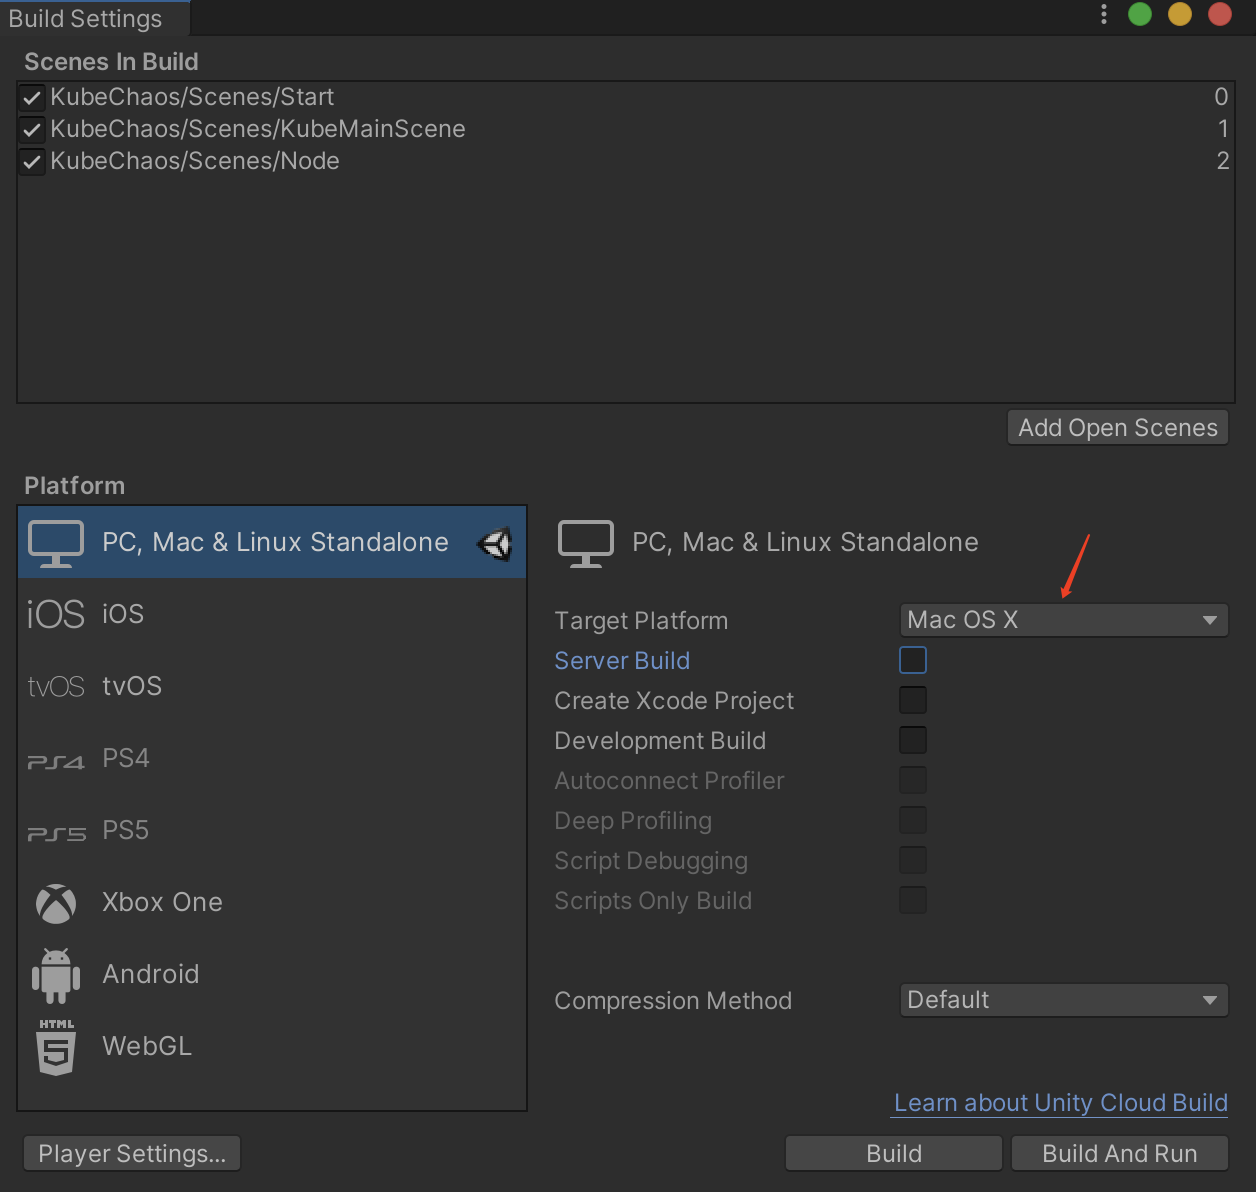 Build Settings
Scenes In Build
KubeChaos/Scenes/Start 0
KubeChaos/Scenes/KubeMainScene 1
KubeChaos/Scenes/Node 2
Add Open Scenes
Platform
PC, Mac & Linux Standalone
iOS iOS
tvOS tvOS
PS4 PS4
PS5 PS5
Xbox One
Android
HTML 5 WebGL
PC, Mac & Linux Standalone
Target Platform Mac OS X
Server Build
Create Xcode Project
Development Build
Autoconnect Profiler
Deep Profiling
Script Debugging
Scripts Only Build
Compression Method Default
Learn about Unity Cloud Build
Player Settings... Build Build And Run